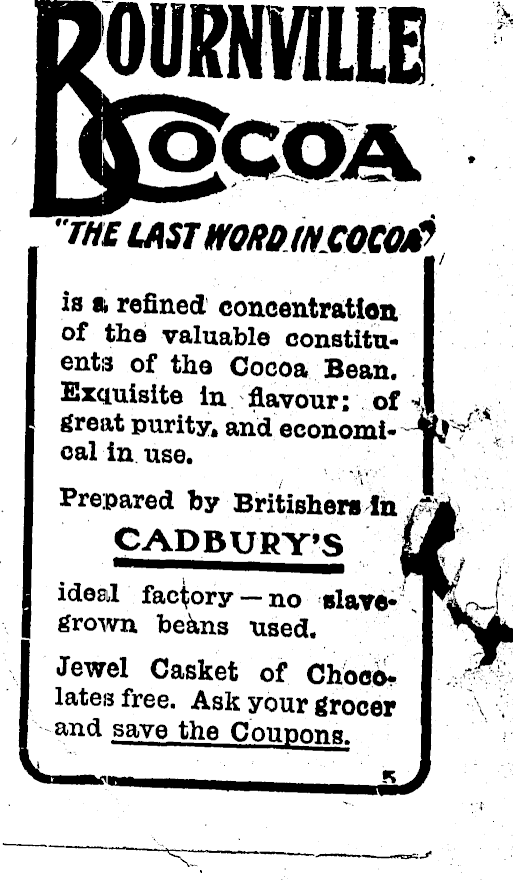 BOURNVILLE
COCOA
"THE LAST WORD IN COCOA"
is a refined concentration
of the valuable constitu-
ents of the Cocoa Bean.
Exquisite in flavour; of
great purity, and economi-
cal in use.
Prepared by Britishers in
CADBURY'S
ideal factory — no slave-
grown beans used.
Jewel Casket of Choco-
lates free. Ask your grocer
and save the Coupons.
5